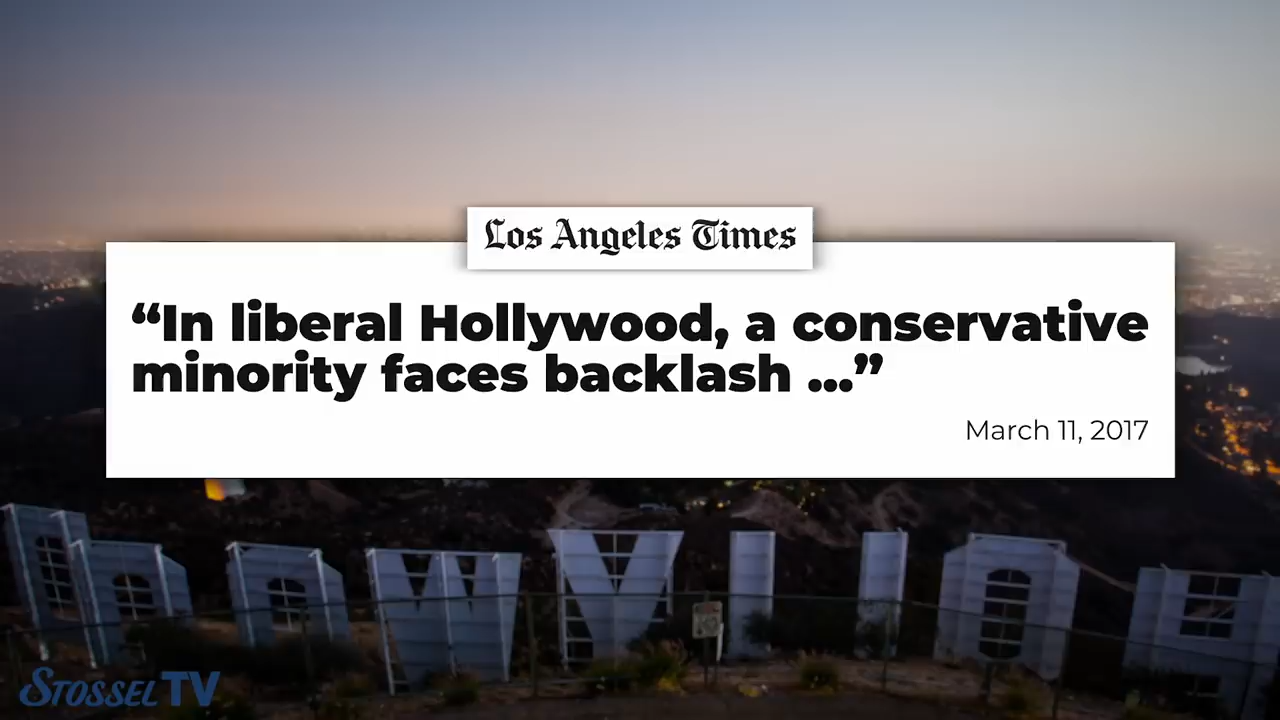 Los Angeles Times
“In liberal Hollywood, a conservative
minority faces backlash ...”
March 11, 2017
STOSSEL TV